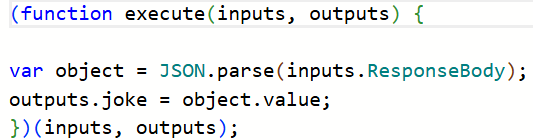 (function execute(inputs, outputs) {
var object = JSON.parse(inputs.ResponseBody);
outputs.joke = object.value;
})(inputs, outputs);